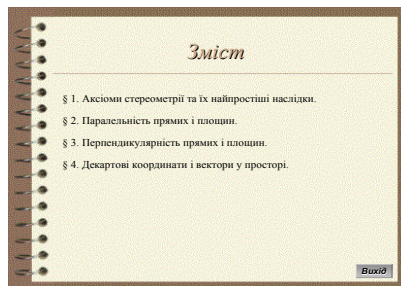 Зміст
§ 1. Аксіоми стереометрії та їх найпростіші наслідки.
§ 2. Паралельність прямих і площин.
§ 3. Перпендикулярність прямих і площин.
§ 4. Декартові координати і вектори у просторі.
Вихід